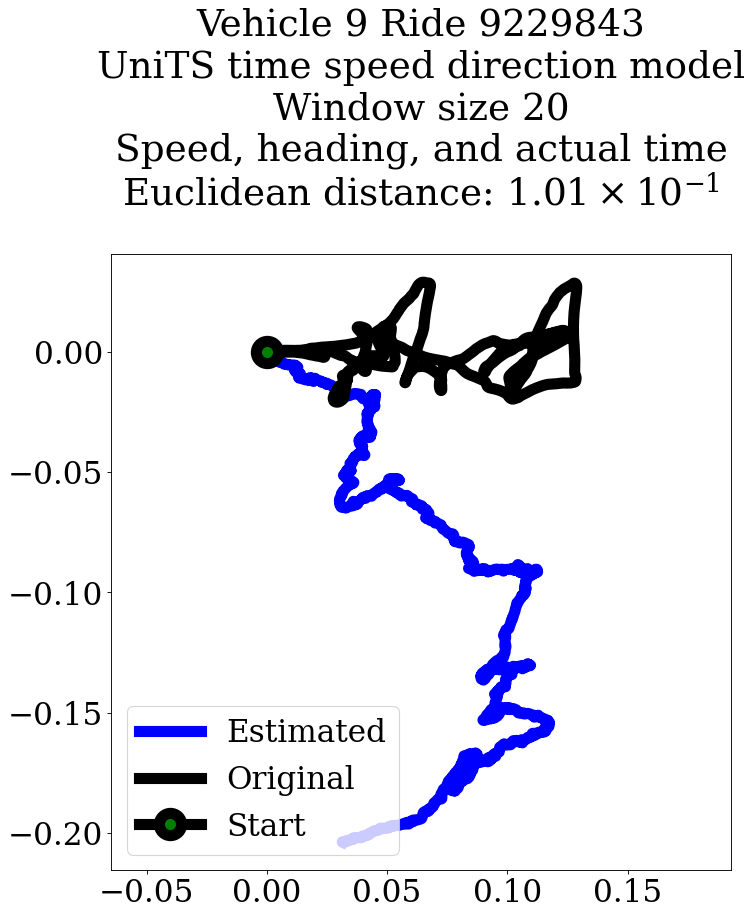 Vehicle 9 Ride 9229843
UniTS time speed direction model
Window size 20
Speed, heading, and actual time
Euclidean distance: 1.01 × 10⁻¹
0.00
−0.05
−0.10
−0.15
−0.20
Estimated
Original
Start
−0.05 0.00 0.05 0.10 0.15